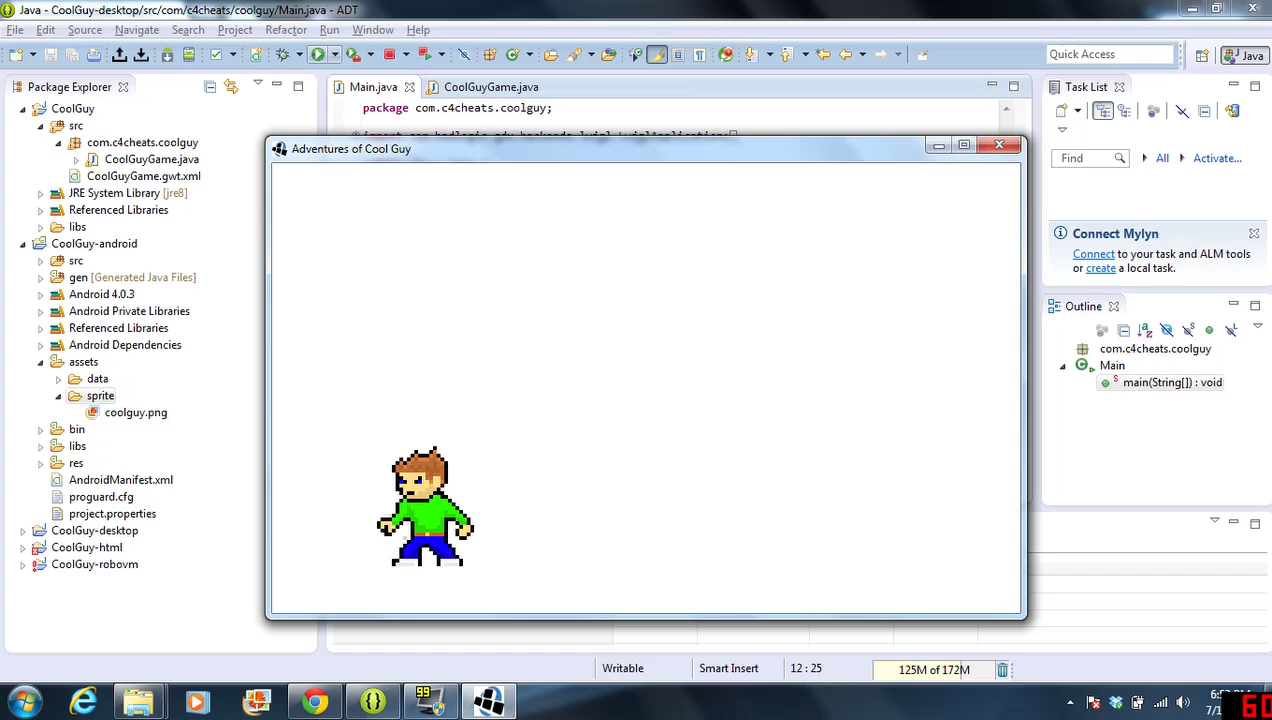 Java - CoolGuy-desktop/src/com/c4cheats/coolguy/Main.java - ADT
File Edit Source Navigate Search Project Refactor Run Window Help
Quick Access
Java
Package Explorer
CoolGuy
src
com.c4cheats.coolguy
CoolGuyGame.java
CoolGuyGame.gwt.xml
JRE System Library [jre8]
Referenced Libraries
libs
CoolGuy-android
src
gen [Generated Java Files]
Android 4.0.3
Android Private Libraries
Referenced Libraries
Android Dependencies
assets
data
sprite
coolguy.png
bin
libs
res
AndroidManifest.xml
proguard.cfg
project.properties
CoolGuy-desktop
CoolGuy-html
CoolGuy-robovm
Main.java
CoolGuyGame.java
package com.c4cheats.coolguy;
Adventures of Cool Guy
Task List
Find
All
Activate...
Connect Mylyn
Connect to your task and ALM tools
or create a local task.
Outline
com.c4cheats.coolguy
Main
main(String[]) : void
Writable
Smart Insert
12 : 25
125M of 172M
99
60